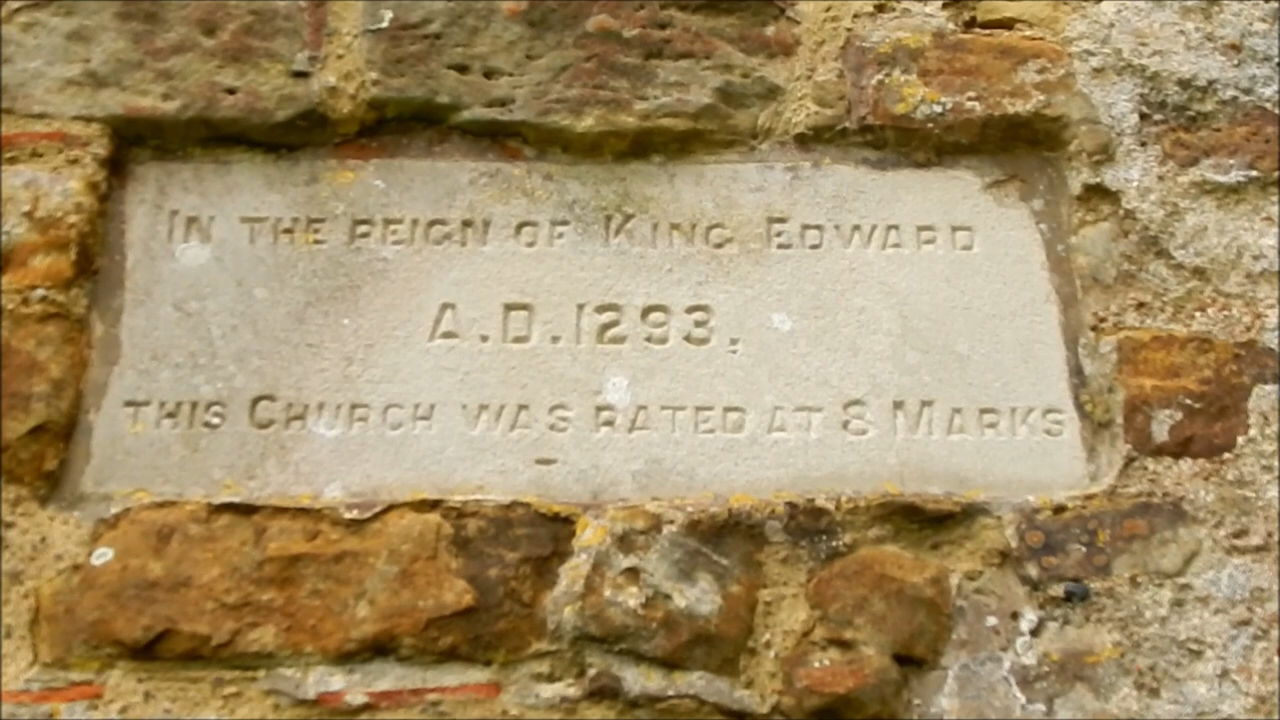 In the reign of King Edward
A.D. 1293,
this Church was rated at 8 Marks